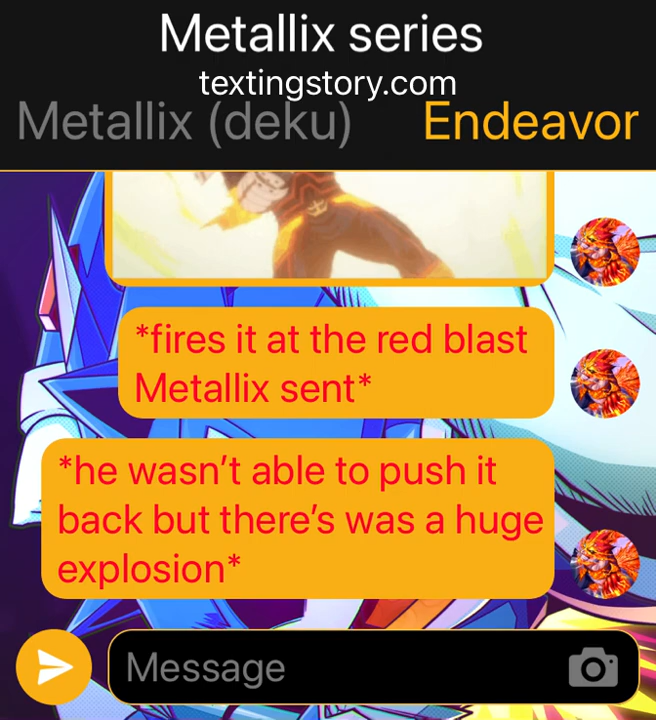 Metallix series
textingstory.com
Metallix (deku) Endeavor
*fires it at the red blast
Metallix sent*
*he wasn't able to push it
back but there's was a huge
explosion*
Message